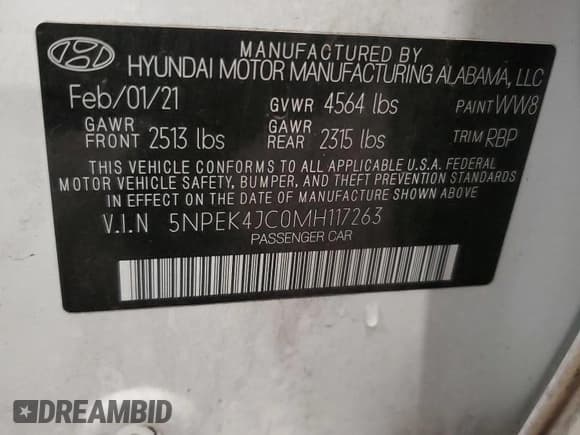 MANUFACTURED BY
HYUNDAI MOTOR MANUFACTURING ALABAMA, LLC
Feb/01/21 GVWR 4564 lbs PAINT WW8
GAWR FRONT 2513 lbs GAWR REAR 2315 lbs TRIM RBP
THIS VEHICLE CONFORMS TO ALL APPLICABLE U.S.A. FEDERAL
MOTOR VEHICLE SAFETY, BUMPER, AND THEFT PREVENTION STANDARDS
IN EFFECT ON THE DATE OF MANUFACTURE SHOWN ABOVE
V.I.N 5NPEK4JC0MH117263
PASSENGER CAR
DREAMBID